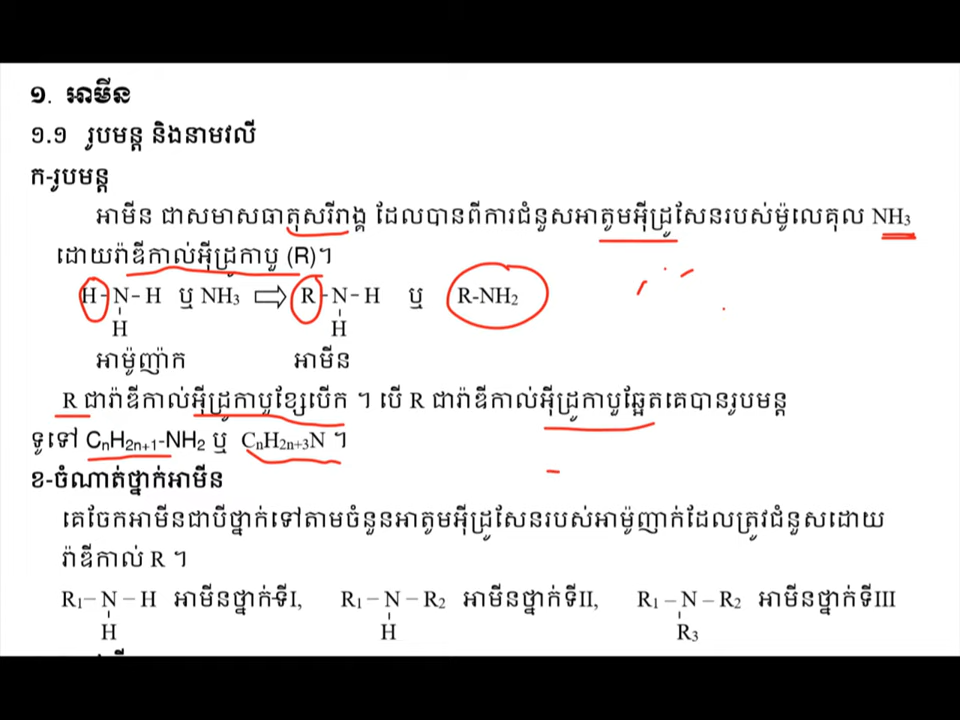 ១. អាមីន
១.១ រូបមន្ត និងនាមវលី
ក-រូបមន្ត
អាមីន ជាសមាសធាតុសរីរាង្គ ដែលបានពីការជំនួសអាតូមអ៊ីដ្រូសែនរបស់ម៉ូលេគុល NH₃
ដោយរ៉ាឌីកាល់អ៊ីដ្រូកាបួ (R)។
H – N – H ឬ NH₃ ⇨ R – N – H ឬ R-NH₂
H H
អាម៉ូញ៉ាក អាមីន
R ជារ៉ាឌីកាល់អ៊ីដ្រូកាបួខ្សែបើក ។ បើ R ជារ៉ាឌីកាល់អ៊ីដ្រូកាបួឆ្អែតគេបានរូបមន្ត
ទូទៅ CₙH₂ₙ₊₁-NH₂ ឬ CₙH₂ₙ₊₃N ។
ខ-ចំណាត់ថ្នាក់អាមីន
គេចែកអាមីនជាបីថ្នាក់ទៅតាមចំនួនអាតូមអ៊ីដ្រូសែនរបស់អាម៉ូញាក់ដែលត្រូវជំនួសដោយ
រ៉ាឌីកាល់ R ។
R₁– N – H អាមីនថ្នាក់ទីI, R₁ – N – R₂ អាមីនថ្នាក់ទីII, R₁ – N – R₂ អាមីនថ្នាក់ទីIII
H H R₃